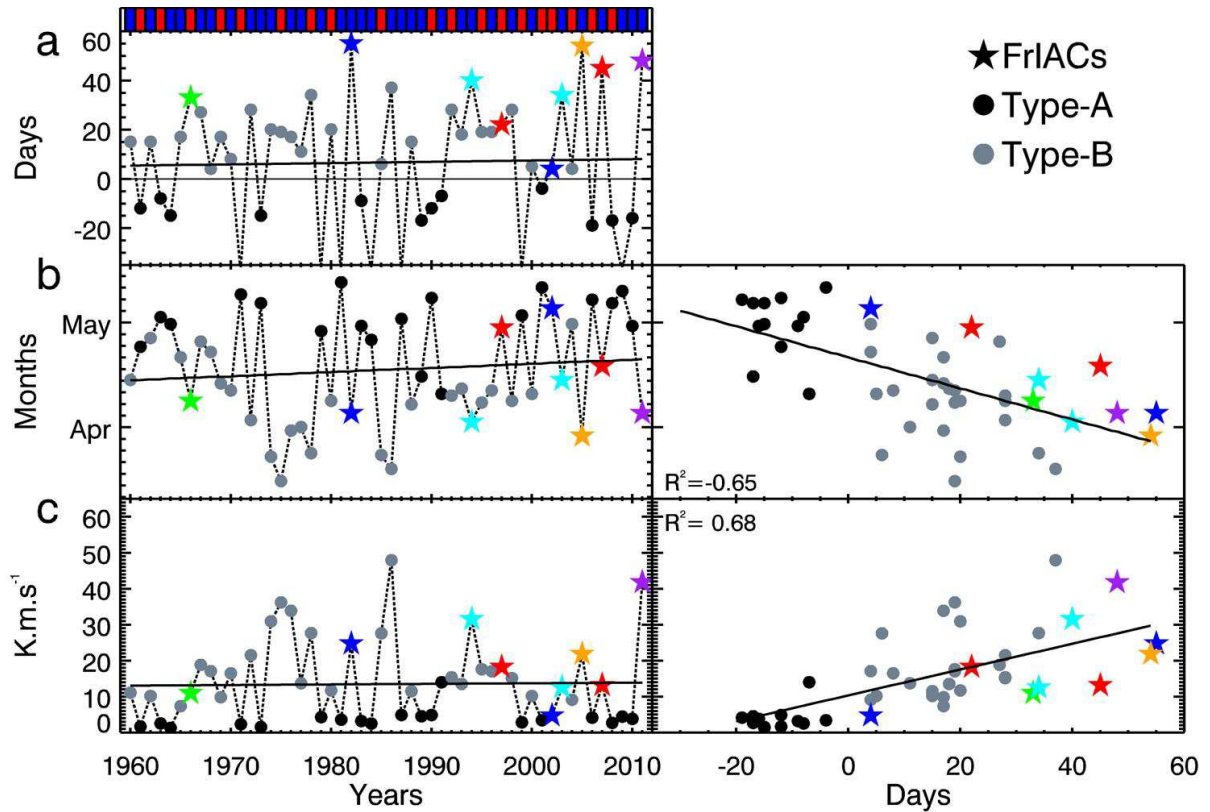 a
60
40
20
0
-20
Days
FrIACs
Type-A
Type-B
b
May
Apr
Months
R²=-0.65
c
60
50
40
30
20
10
0
K.m.s⁻¹
R²= 0.68
1960 1970 1980 1990 2000 2010
Years
-20 0 20 40 60
Days